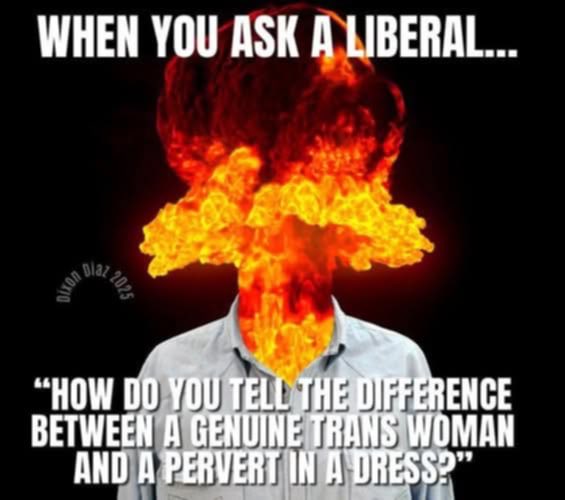 WHEN YOU ASK A LIBERAL...
Dixon Diaz 2025
“HOW DO YOU TELL THE DIFFERENCE
BETWEEN A GENUINE TRANS WOMAN
AND A PERVERT IN A DRESS?”